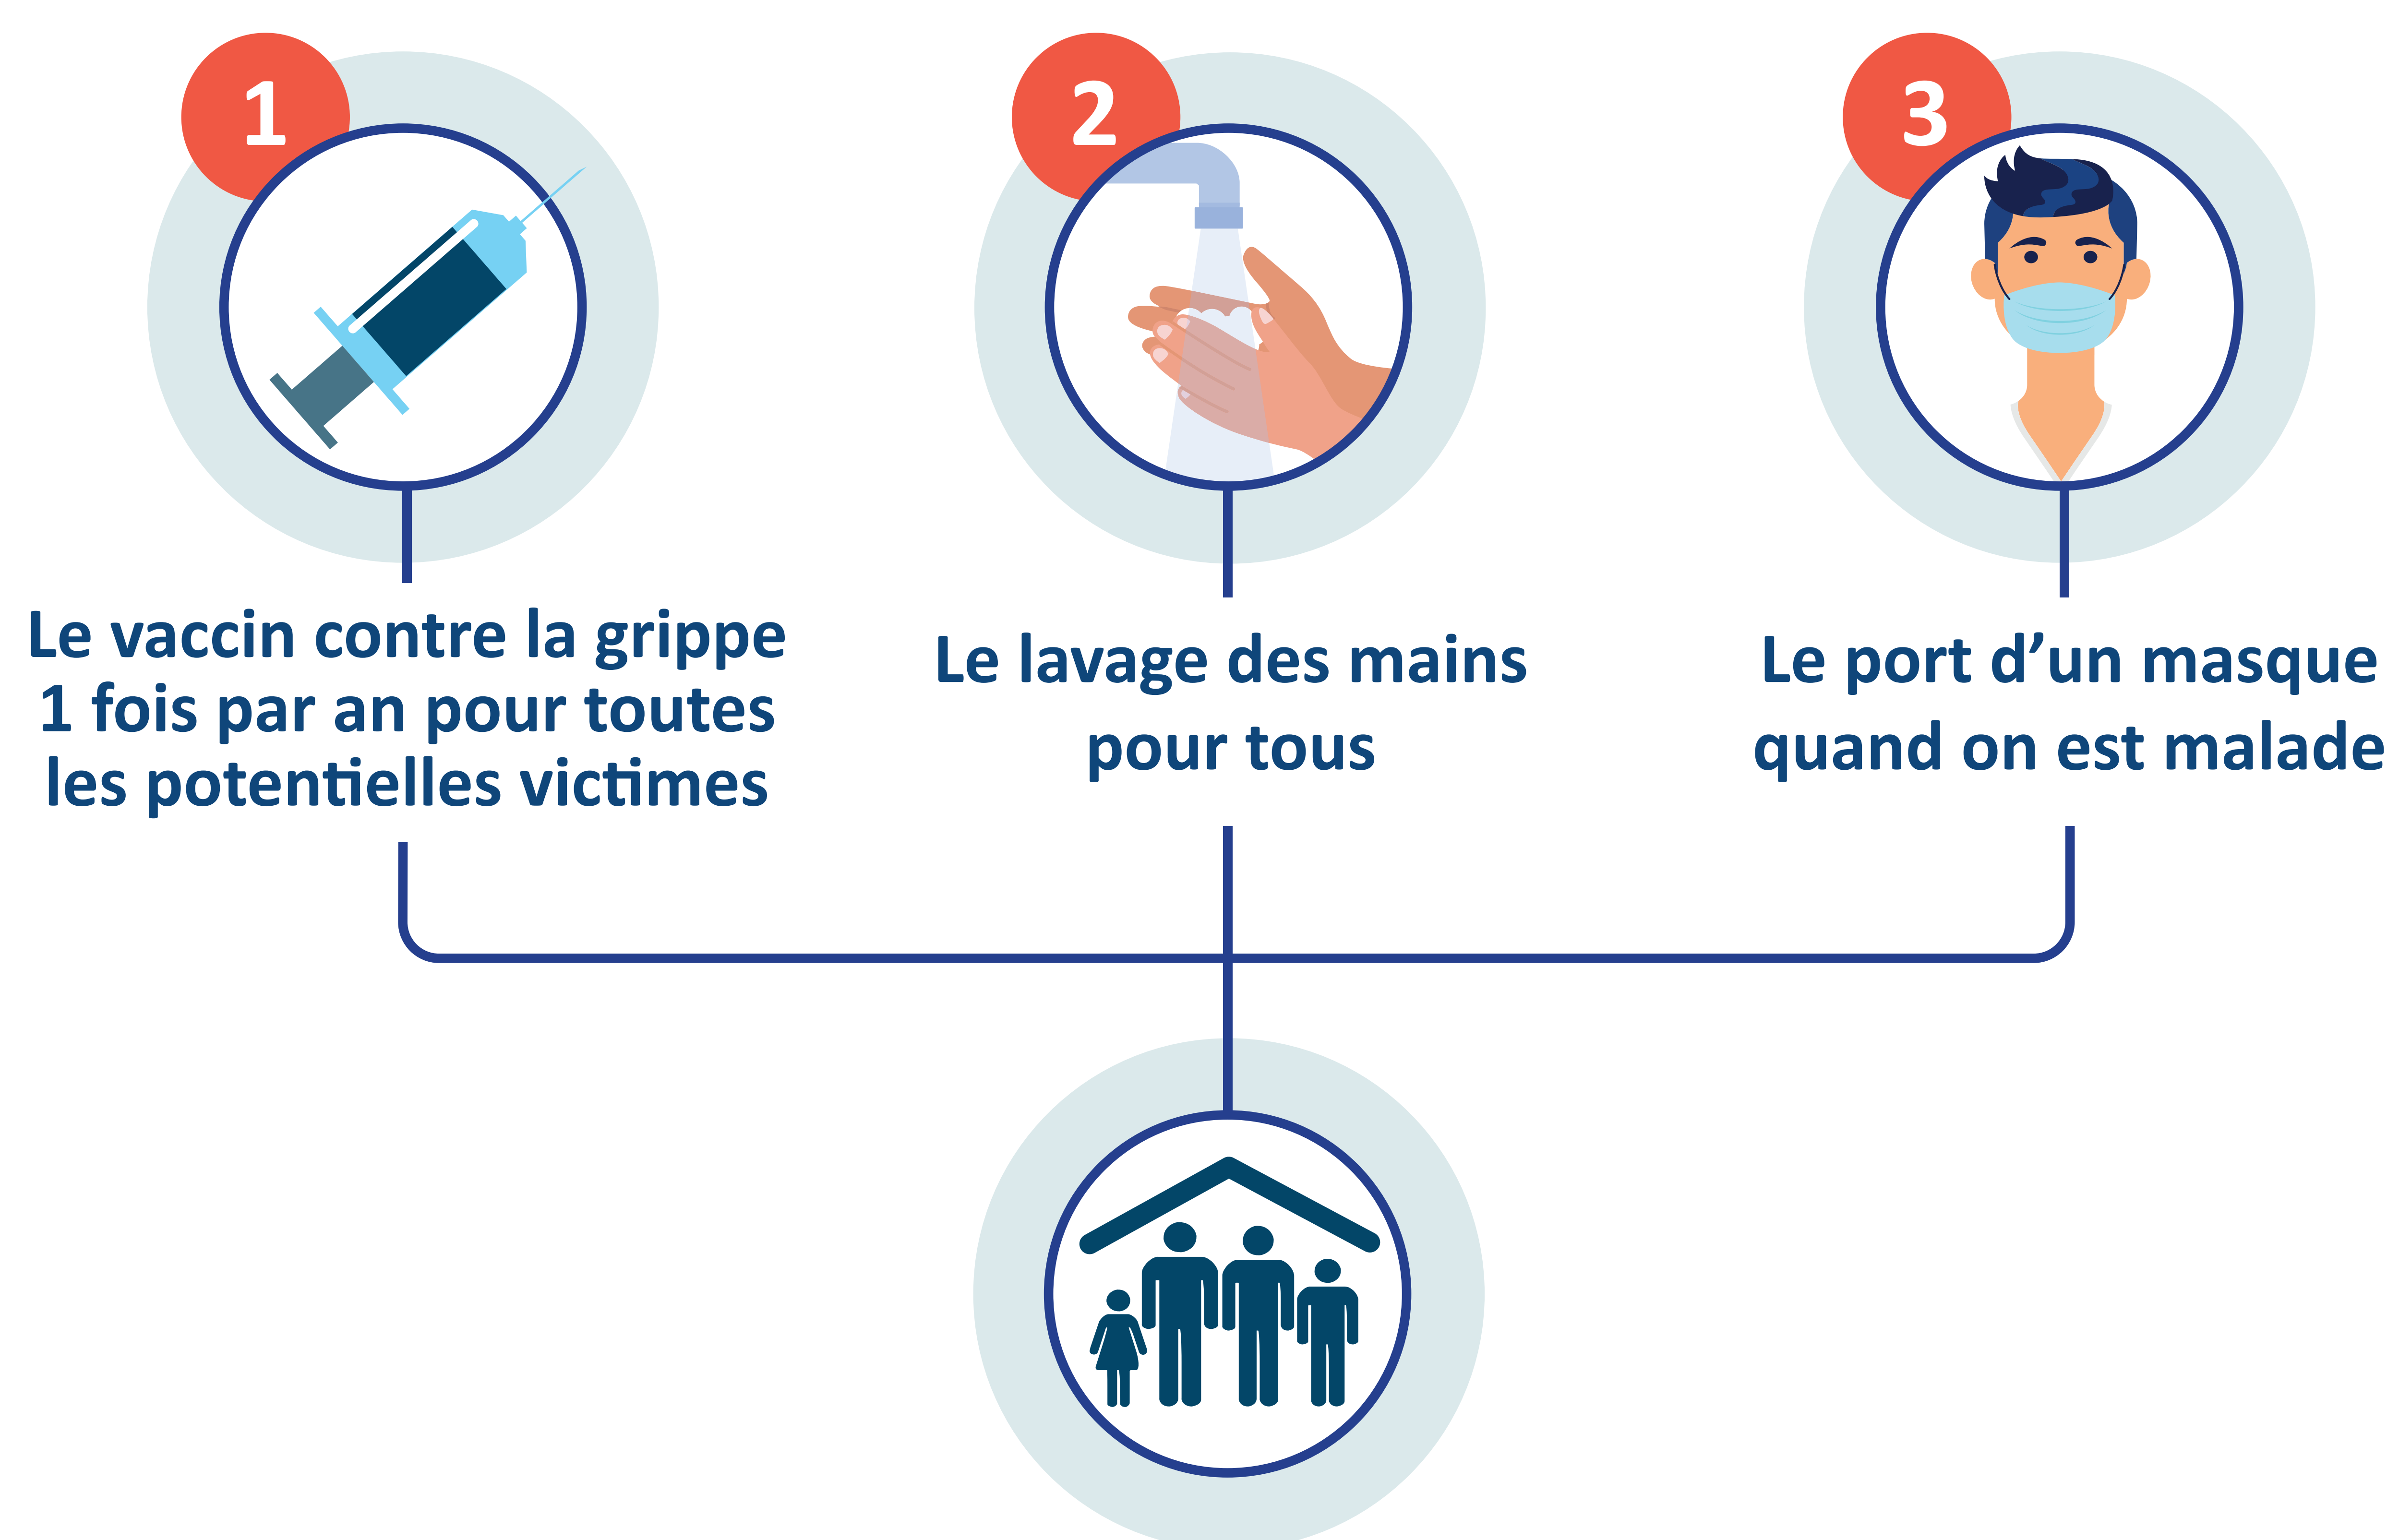 1
Le vaccin contre la grippe
1 fois par an pour toutes
les potentielles victimes
2
Le lavage des mains
pour tous
3
Le port d’un masque
quand on est malade